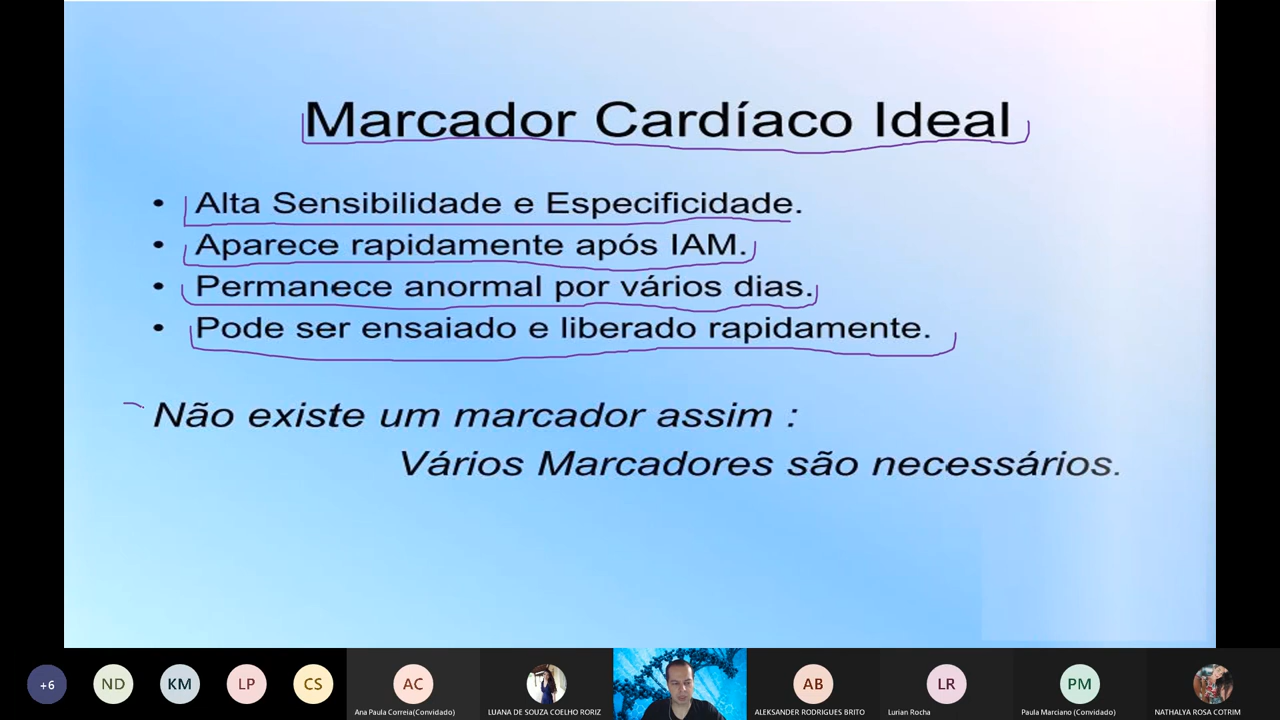 Marcador Cardíaco Ideal
• Alta Sensibilidade e Especificidade.
• Aparece rapidamente após IAM.
• Permanece anormal por vários dias.
• Pode ser ensaiado e liberado rapidamente.
Não existe um marcador assim :
Vários Marcadores são necessários.
+6
ND
KM
LP
CS
AC
AB
LR
PM
Ana Paula Correia(Convidado)
LUANA DE SOUZA COELHO RORIZ
ALEKSANDER RODRIGUES BRITO
Lurian Rocha
Paula Marciano (Convidado)
NATHALYA ROSA COTRIM